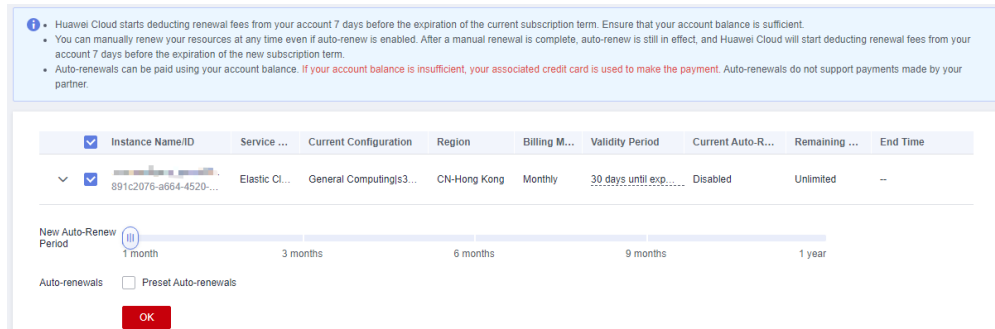 Huawei Cloud starts deducting renewal fees from your account 7 days before the expiration of the current subscription term. Ensure that your account balance is sufficient.
You can manually renew your resources at any time even if auto-renew is enabled. After a manual renewal is complete, auto-renew is still in effect, and Huawei Cloud will start deducting renewal fees from your
account 7 days before the expiration of the new subscription term.
Auto-renewals can be paid using your account balance. If your account balance is insufficient, your associated credit card is used to make the payment. Auto-renewals do not support payments made by your
partner.
Instance Name/ID Service ... Current Configuration Region Billing M... Validity Period Current Auto-R... Remaining ... End Time
891c2076-a664-4520-... Elastic Cl... General Computing|s3... CN-Hong Kong Monthly 30 days until exp... Disabled Unlimited --
New Auto-Renew
Period
1 month 3 months 6 months 9 months 1 year
Auto-renewals Preset Auto-renewals
OK